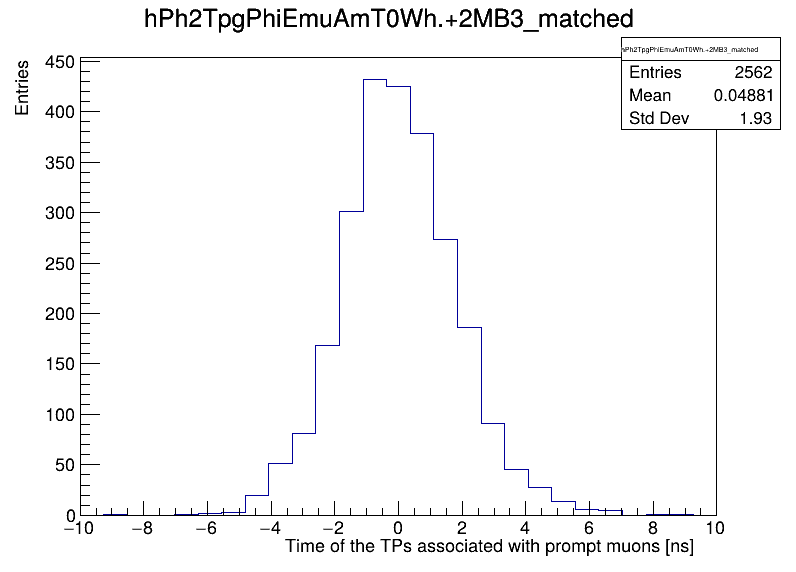 hPh2TpgPhiEmuAmT0Wh.+2MB3_matched
hPh2TpgPhiEmuAmT0Wh.+2MB3_matched
Entries 2562
Mean 0.04881
Std Dev 1.93
Entries
450
400
350
300
250
200
150
100
50
0
−10 −8 −6 −4 −2 0 2 4 6 8 10
Time of the TPs associated with prompt muons [ns]